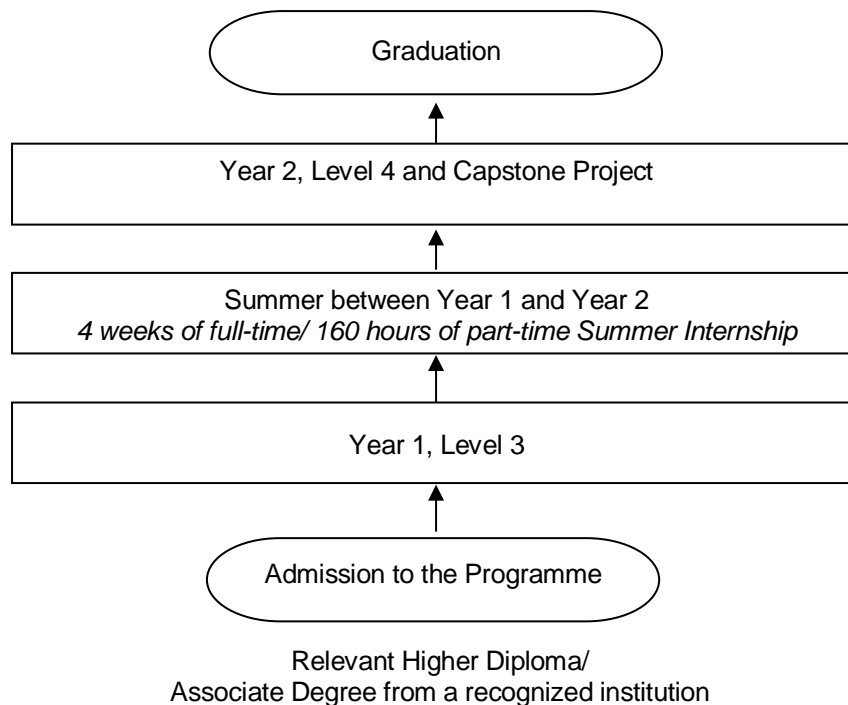 Graduation
Year 2, Level 4 and Capstone Project
Summer between Year 1 and Year 2
4 weeks of full-time/ 160 hours of part-time Summer Internship
Year 1, Level 3
Admission to the Programme
Relevant Higher Diploma/
Associate Degree from a recognized institution